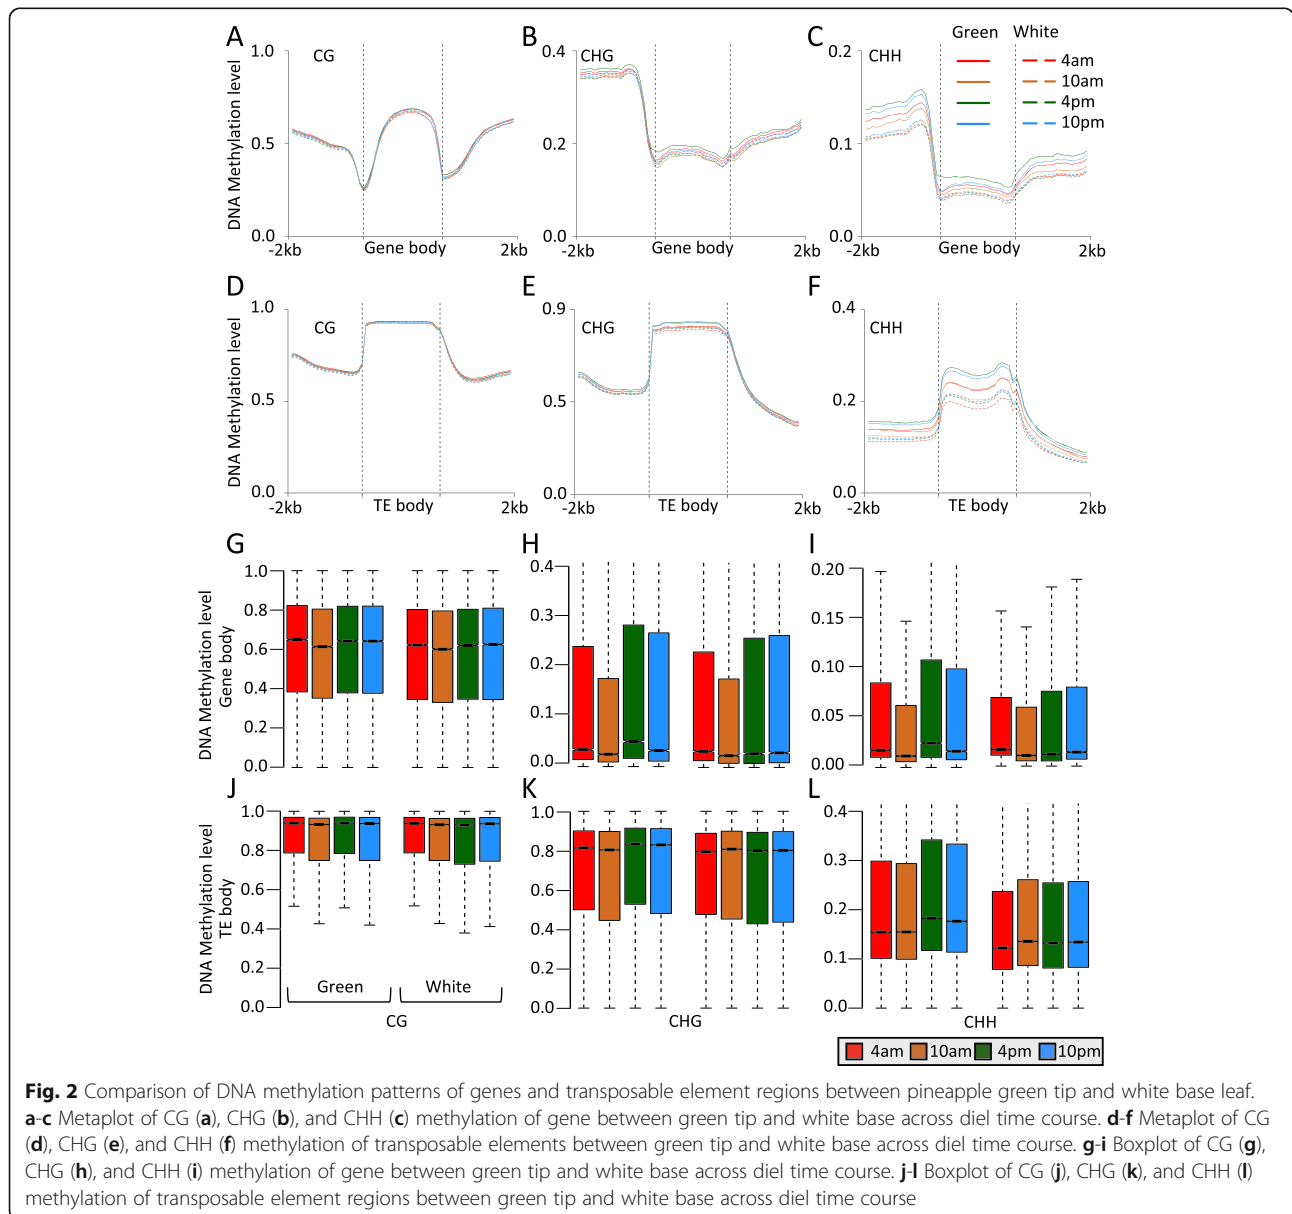 A
B
C
Green White
1.0
CG
0.4
CHG
0.2
CHH
4am
10am
4pm
10pm
DNA Methylation level
0.5
0.2
0.1
0.0
0.0
0.0
-2kb Gene body 2kb
-2kb Gene body 2kb
-2kb Gene body 2kb
D
E
F
1.0
CG
0.9
CHG
0.4
CHH
DNA Methylation level
0.5
0.5
0.2
0.0
0.0
0.0
-2kb TE body 2kb
-2kb TE body 2kb
-2kb TE body 2kb
G
H
I
DNA Methylation level
Gene body
1.0
0.8
0.6
0.4
0.2
0.0
0.4
0.3
0.2
0.1
0.0
0.20
0.15
0.10
0.05
0.00
J
K
L
DNA Methylation level
TE body
1.0
0.8
0.6
0.4
0.2
0.0
1.0
0.8
0.6
0.4
0.2
0.0
0.4
0.3
0.2
0.1
0.0
Green White
CG
CHG
CHH
4am 10am 4pm 10pm
Fig. 2 Comparison of DNA methylation patterns of genes and transposable element regions between pineapple green tip and white base leaf.
a-c Metaplot of CG (a), CHG (b), and CHH (c) methylation of gene between green tip and white base across diel time course. d-f Metaplot of CG
(d), CHG (e), and CHH (f) methylation of transposable elements between green tip and white base across diel time course. g-i Boxplot of CG (g),
CHG (h), and CHH (i) methylation of gene between green tip and white base across diel time course. j-l Boxplot of CG (j), CHG (k), and CHH (l)
methylation of transposable element regions between green tip and white base across diel time course